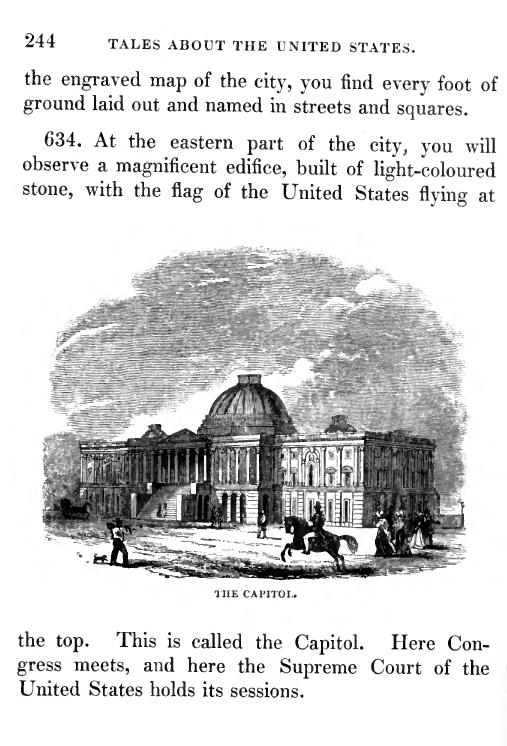 244 TALES ABOUT THE UNITED STATES.
the engraved map of the city, you find every foot of
ground laid out and named in streets and squares.
634. At the eastern part of the city, you will
observe a magnificent edifice, built of light-coloured
stone, with the flag of the United States flying at
THE CAPITOL.
the top. This is called the Capitol. Here Con-
gress meets, and here the Supreme Court of the
United States holds its sessions.